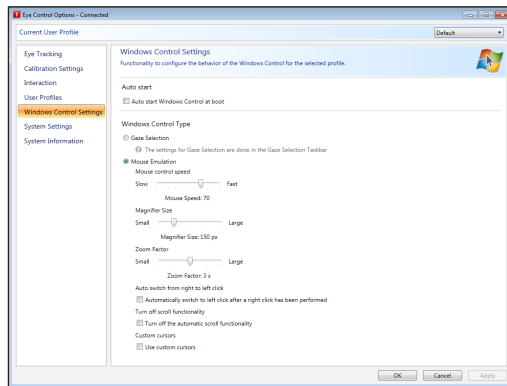 Eye Control Options - Connected
Current User Profile
Default
Eye Tracking
Calibration Settings
Interaction
User Profiles
Windows Control Settings
System Settings
System Information
Windows Control Settings
Functionality to configure the behavior of the Windows Control for the selected profile.
Auto start
Auto start Windows Control at boot
Windows Control Type
Gaze Selection
The settings for Gaze Selection are done in the Gaze Selection Taskbar
Mouse Emulation
Mouse control speed
Slow Fast
Mouse Speed: 70
Magnifier Size
Small Large
Magnifier Size: 150 px
Zoom Factor
Small Large
Zoom Factor: 3 x
Auto switch from right to left click
Automatically switch to left click after a right click has been performed
Turn off scroll functionality
Turn off the automatic scroll functionality
Custom cursors
Use custom cursors
OK Cancel Apply